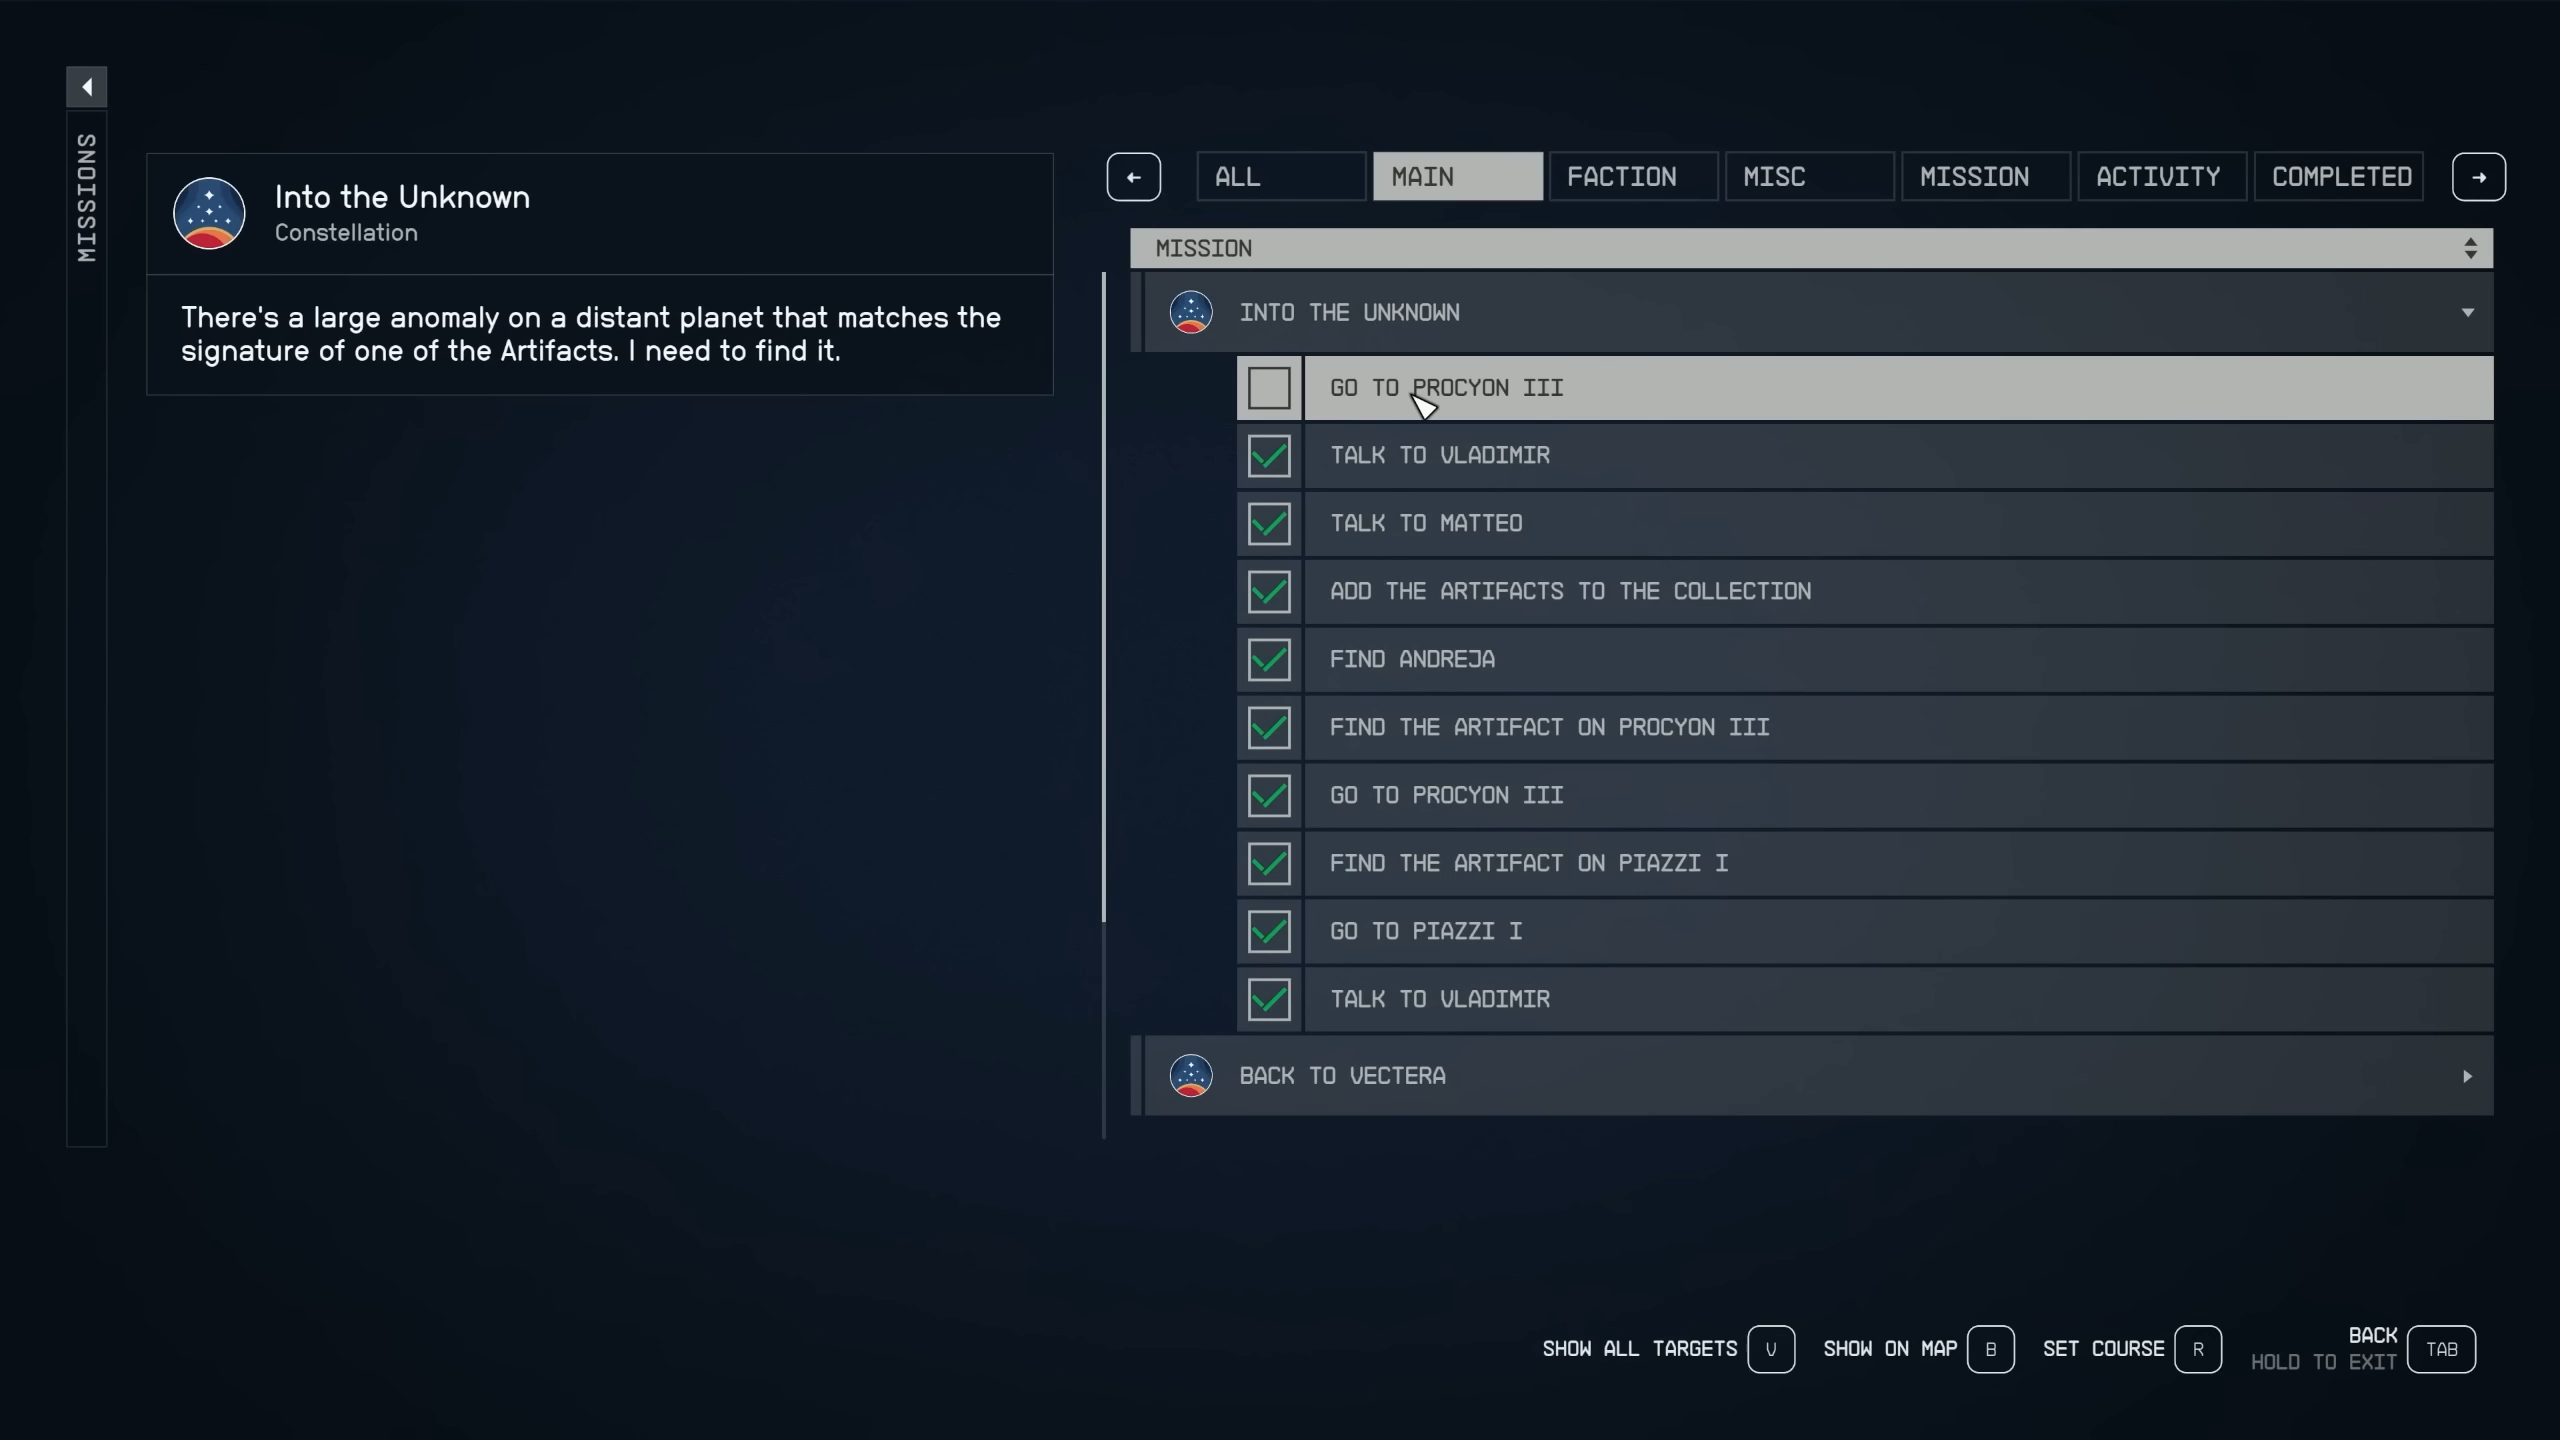 MISSIONS
Into the Unknown
Constellation
There's a large anomaly on a distant planet that matches the
signature of one of the Artifacts. I need to find it.
ALL MAIN FACTION MISC MISSION ACTIVITY COMPLETED
MISSION
INTO THE UNKNOWN
GO TO PROCYON III
TALK TO VLADIMIR
TALK TO MATTEO
ADD THE ARTIFACTS TO THE COLLECTION
FIND ANDREJA
FIND THE ARTIFACT ON PROCYON III
GO TO PROCYON III
FIND THE ARTIFACT ON PIAZZI I
GO TO PIAZZI I
TALK TO VLADIMIR
BACK TO VECTERA
SHOW ALL TARGETS V SHOW ON MAP B SET COURSE R BACK TAB
HOLD TO EXIT